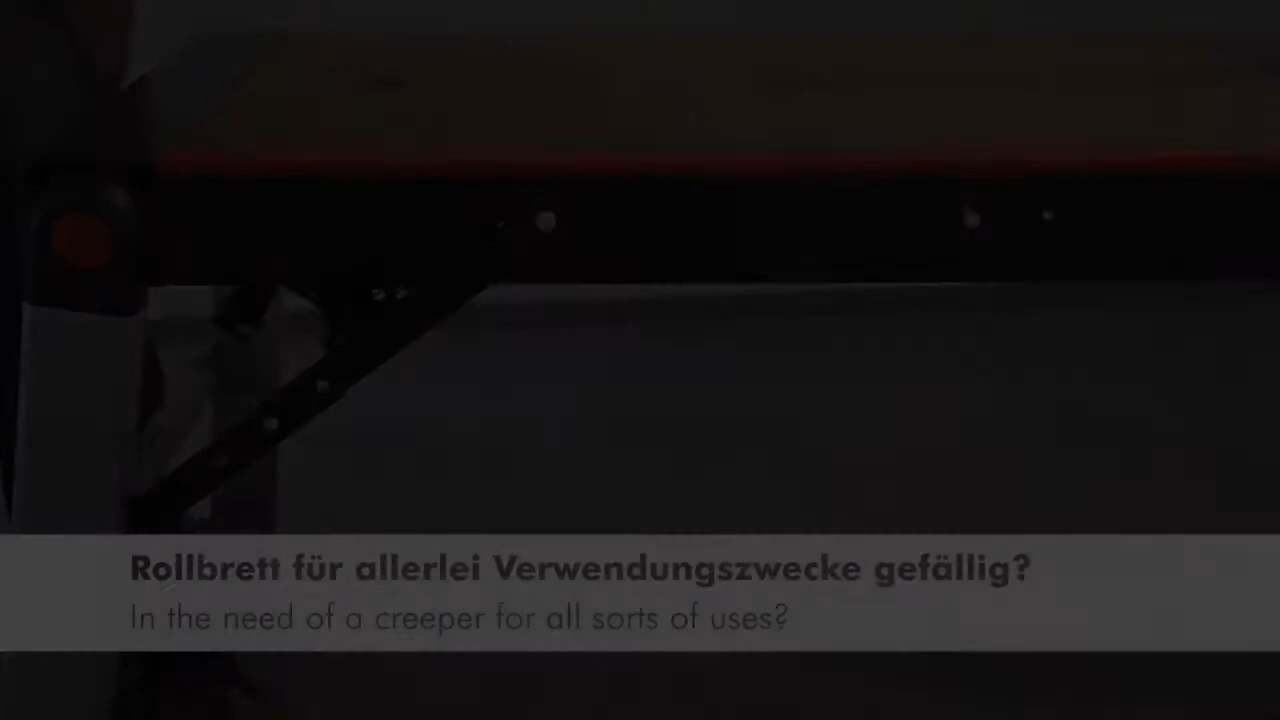 Rollbrett für allerlei Verwendungszwecke gefällig?
In the need of a creeper for all sorts of uses?